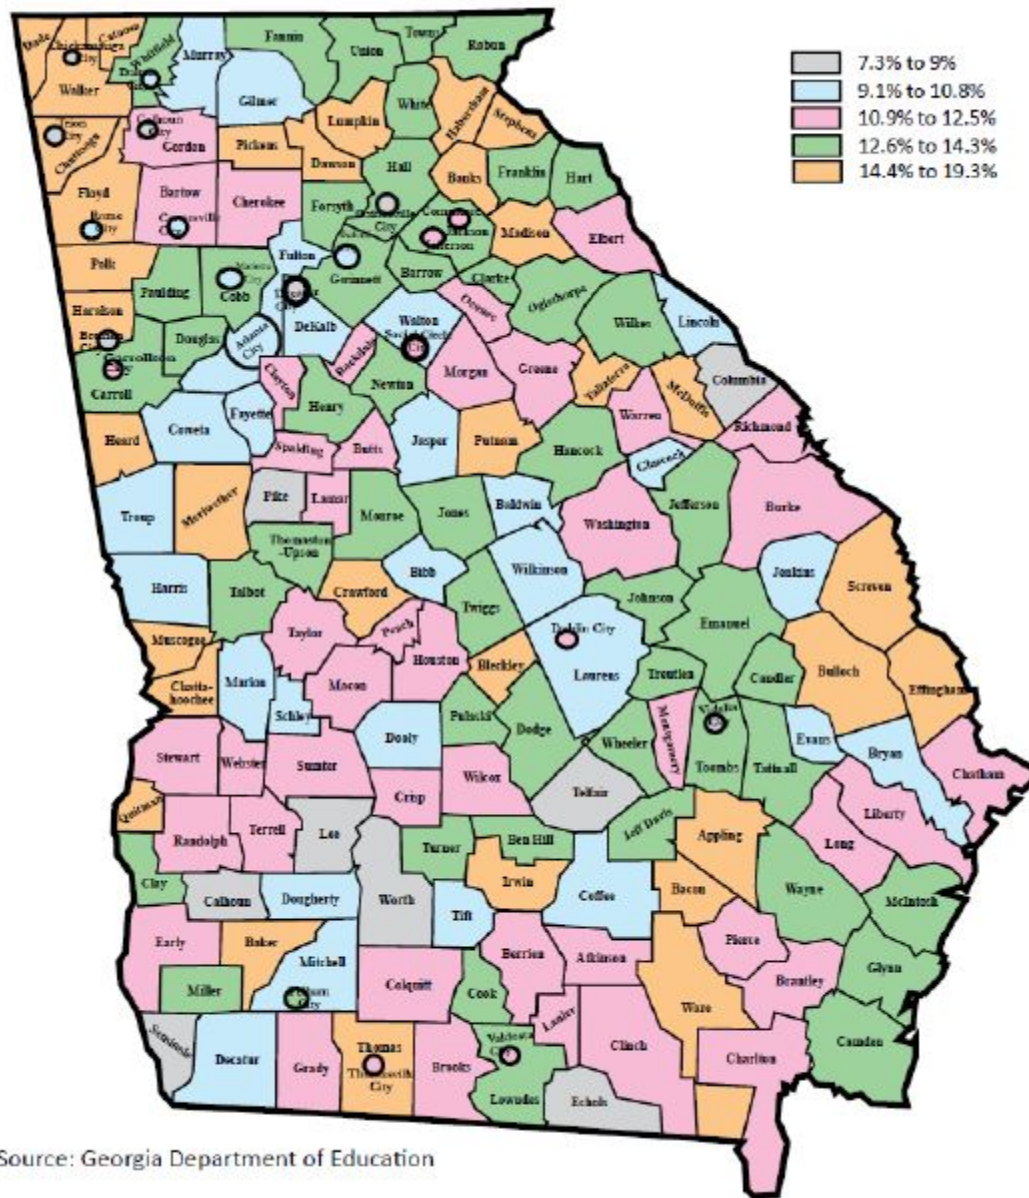 7.3% to 9%
9.1% to 10.8%
10.9% to 12.5%
12.6% to 14.3%
14.4% to 19.3%
Dade
Catoosa
Whitfield
Murray
Fannin
Union
Towns
Rabun
Walker
Gilmer
White
Habersham
Stephens
Lumpkin
Chattooga
Gordon
Pickens
Dawson
Hall
Banks
Franklin
Hart
Floyd
Rome
City
Bartow
Cherokee
Forsyth
Madison
Elbert
Polk
Paulding
Cobb
Fulton
Gwinnett
Barrow
Clarke
Oglethorpe
Wilkes
Lincoln
Haralson
Douglas
Atlanta
City
DeKalb
Walton
Social Circle
Oconee
Carroll
Clayton
Rockdale
Newton
Morgan
Greene
Taliaferro
McDuffie
Columbia
Heard
Coweta
Fayette
Henry
Spalding
Butts
Jasper
Putnam
Hancock
Warren
Richmond
Troup
Meriwether
Pike
Lamar
Monroe
Jones
Baldwin
Washington
Jefferson
Burke
Thomaston
-Upson
Harris
Talbot
Crawford
Bibb
Twiggs
Wilkinson
Johnson
Emanuel
Jenkins
Screven
Muscogee
Chatta-
hoochee
Marion
Taylor
Peach
Macon
Houston
Bleckley
Dublin City
Laurens
Treutlen
Candler
Bulloch
Effingham
Schley
Dooly
Pulaski
Dodge
Wheeler
Montgomery
Toombs
Tattnall
Evans
Bryan
Chatham
Stewart
Webster
Sumter
Crisp
Wilcox
Telfair
Jeff Davis
Appling
Long
Liberty
Quitman
Randolph
Terrell
Lee
Turner
Ben Hill
Irwin
Coffee
Bacon
Wayne
McIntosh
Clay
Calhoun
Dougherty
Worth
Tift
Early
Baker
Mitchell
Miller
Colquitt
Berrien
Atkinson
Pierce
Brantley
Glynn
Cook
Lanier
Ware
Clinch
Charlton
Camden
Seminole
Decatur
Grady
Thomas
Thomasville
City
Brooks
Valdosta
Lowndes
Echols
Source: Georgia Department of Education